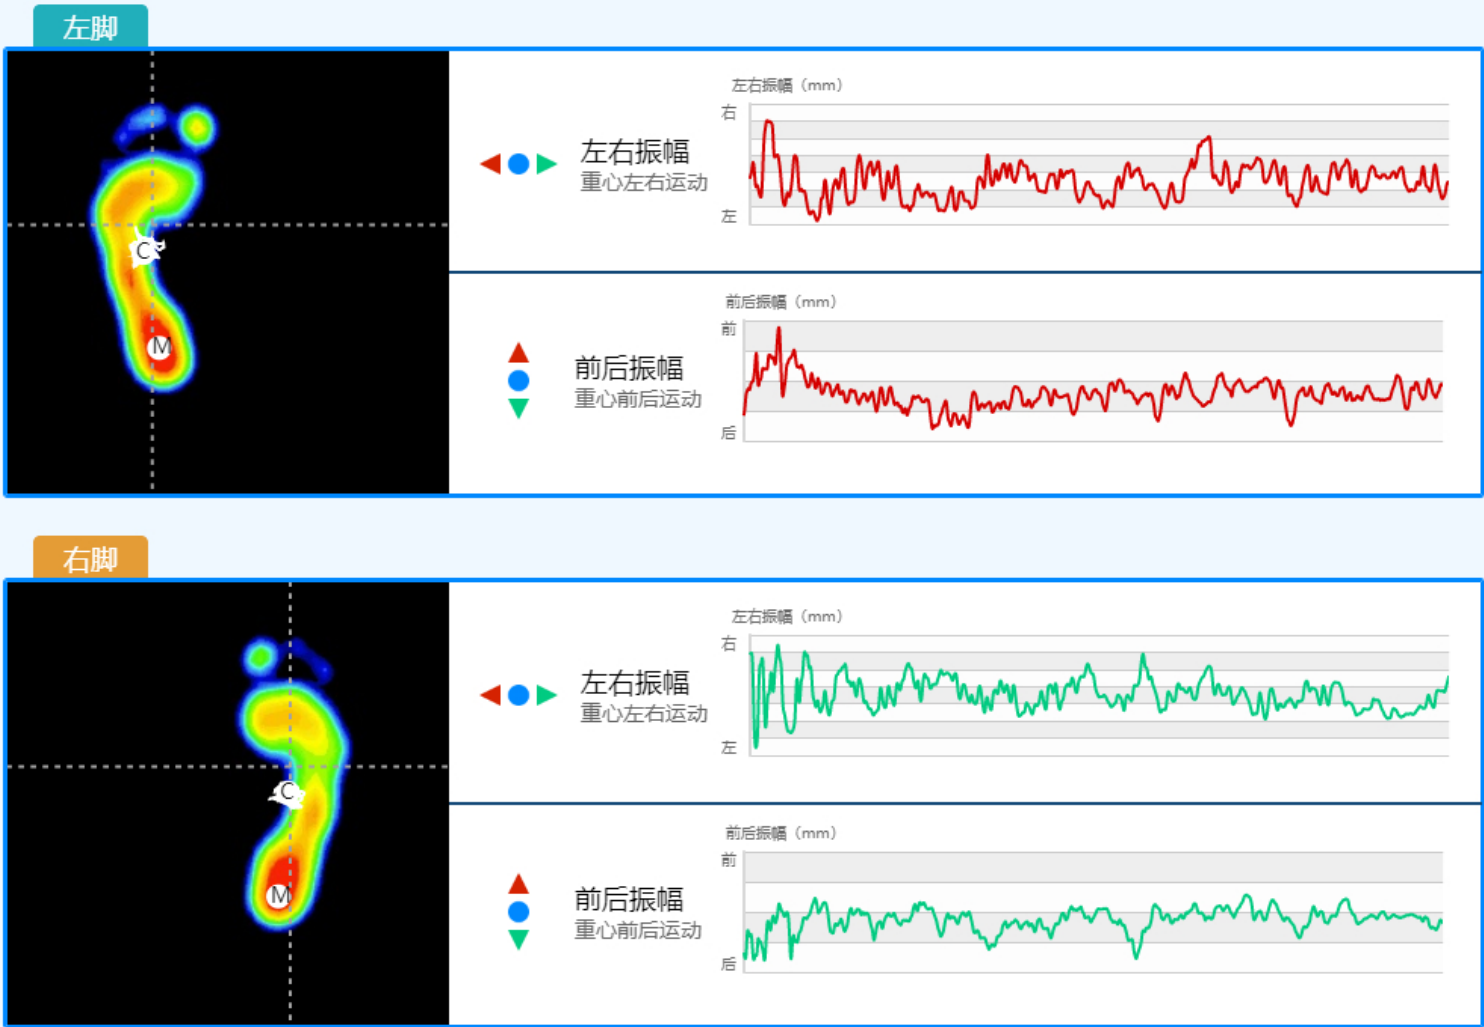 左脚
C
M
左右振幅
重心左右运动
左右振幅（mm）
右
左
前后振幅
重心前后运动
前后振幅（mm）
前
后
右脚
C
M
左右振幅
重心左右运动
左右振幅（mm）
右
左
前后振幅
重心前后运动
前后振幅（mm）
前
后